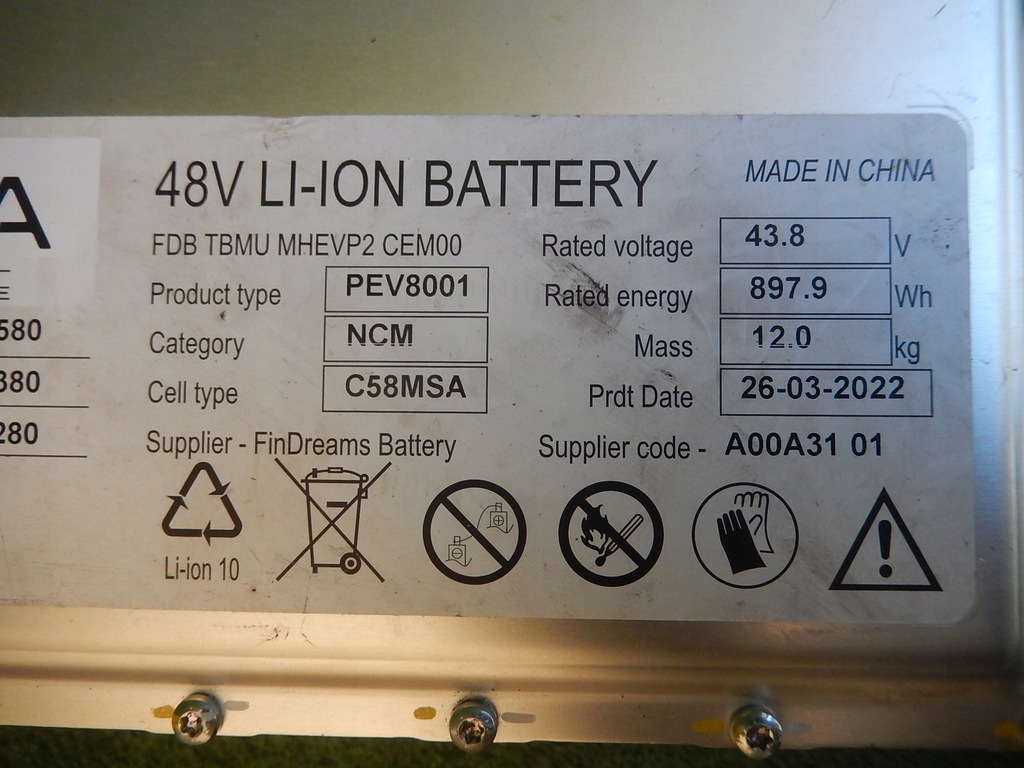 A
48V LI-ION BATTERY
MADE IN CHINA
FDB TBMU MHEVP2 CEM00
Rated voltage 43.8 V
E
Product type PEV8001
Rated energy 897.9 Wh
580
Category NCM
Mass 12.0 kg
380
Cell type C58MSA
Prdt Date 26-03-2022
280
Supplier - FinDreams Battery
Supplier code - A00A31 01
Li-ion 10